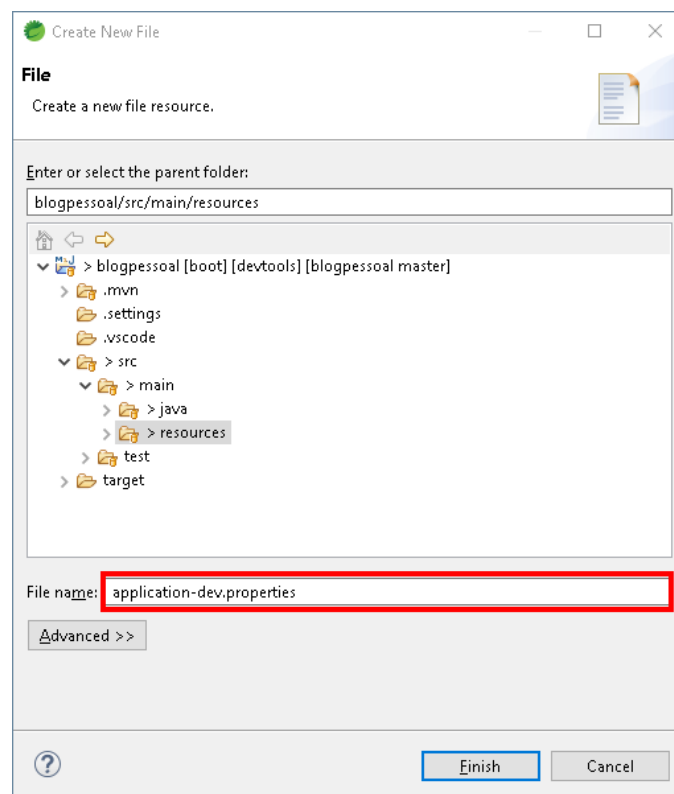 Create New File
File
Create a new file resource.
Enter or select the parent folder:
blogpessoal/src/main/resources
> blogpessoal [boot] [devtools] [blogpessoal master]
.mvn
.settings
.vscode
> src
> main
> java
> resources
test
target
File name: application-dev.properties
Advanced >>
Finish Cancel